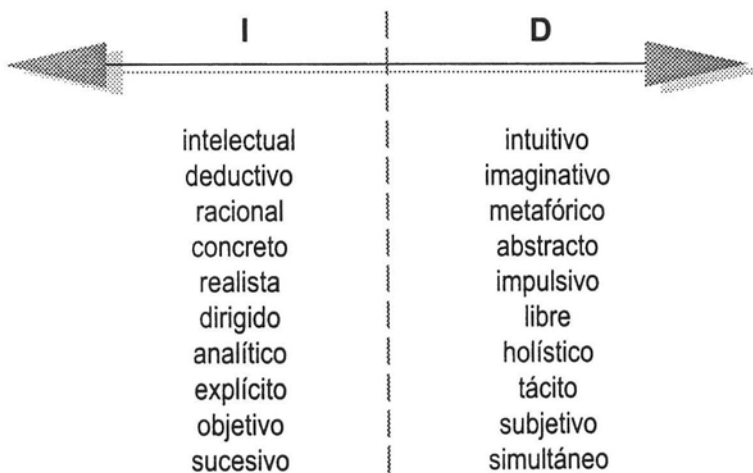 I D
intelectual intuitivo
deductivo imaginativo
racional metafórico
concreto abstracto
realista impulsivo
dirigido libre
analítico holístico
explícito tácito
objetivo subjetivo
sucesivo simultáneo